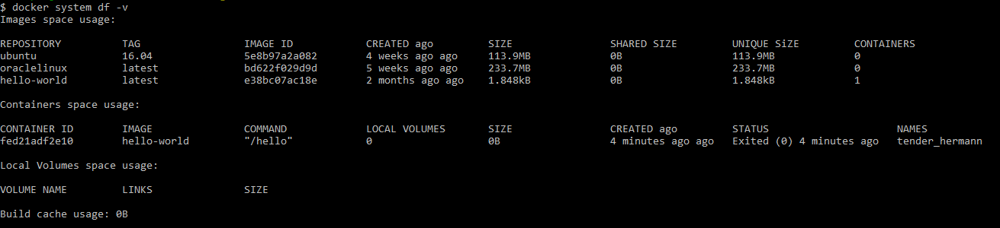 $ docker system df -v
Images space usage:
REPOSITORY TAG IMAGE ID CREATED ago SIZE SHARED SIZE UNIQUE SiZE CONTAINERS
ubuntu 16.04 5e8b97a2a082 4 weeks ago ago 113.9MB 0B 113.9MB 0
oraclelinux latest bd622f029d9d 5 weeks ago ago 233.7MB 0B 233.7MB 0
hello-world latest e38bc07ac18e 2 months ago ago 1.848kB 0B 1.848kB 1
Containers space usage:
CONTAINER ID IMAGE COMMAND LOCAL VOLUMES SIZE CREATED ago STATUS NAMES
fed21adf2e10 hello-world "/hello" 0 0B 4 minutes ago ago Exited (0) 4 minutes ago tender_hermann
Local Volumes space usage:
VOLUME NAME LINKS SIZE
Build cache usage: 0B